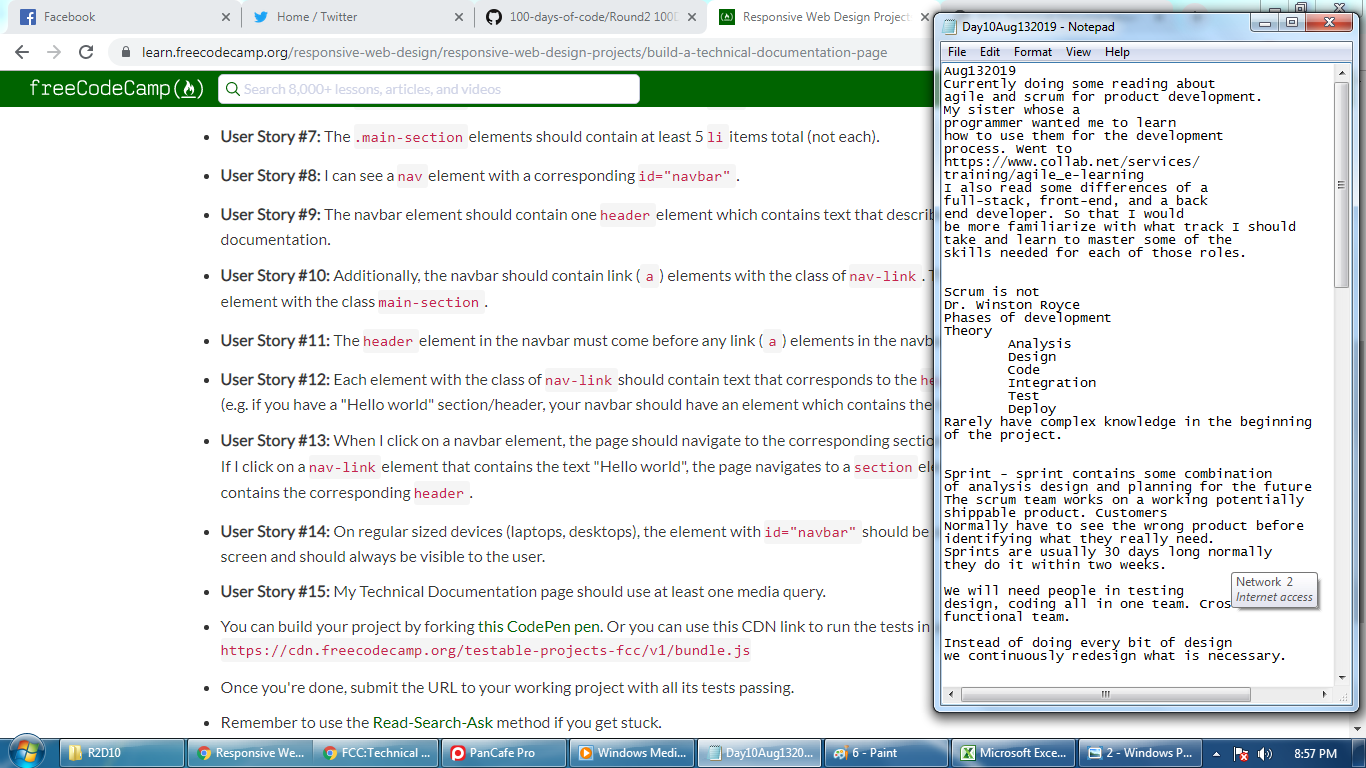 Facebook
Home / Twitter
100-days-of-code/Round2 100D
Responsive Web Design Project
learn.freecodecamp.org/responsive-web-design/responsive-web-design-projects/build-a-technical-documentation-page
freeCodeCamp
Search 8,000+ lessons, articles, and videos
User Story #7: The .main-section elements should contain at least 5 li items total (not each).
User Story #8: I can see a nav element with a corresponding id="navbar".
User Story #9: The navbar element should contain one header element which contains text that describ
documentation.
User Story #10: Additionally, the navbar should contain link ( a ) elements with the class of nav-link.
element with the class main-section.
User Story #11: The header element in the navbar must come before any link ( a ) elements in the navb
User Story #12: Each element with the class of nav-link should contain text that corresponds to the he
(e.g. if you have a "Hello world" section/header, your navbar should have an element which contains the
User Story #13: When I click on a navbar element, the page should navigate to the corresponding sectio
If I click on a nav-link element that contains the text "Hello world", the page navigates to a section el
contains the corresponding header.
User Story #14: On regular sized devices (laptops, desktops), the element with id="navbar" should be
screen and should always be visible to the user.
User Story #15: My Technical Documentation page should use at least one media query.
You can build your project by forking this CodePen pen. Or you can use this CDN link to run the tests in
https://cdn.freecodecamp.org/testable-projects-fcc/v1/bundle.js
Once you're done, submit the URL to your working project with all its tests passing.
Remember to use the Read-Search-Ask method if you get stuck.
Day10Aug132019 - Notepad
File Edit Format View Help
Aug132019
Currently doing some reading about
agile and scrum for product development.
My sister whose a
programmer wanted me to learn
how to use them for the development
process. Went to
https://www.collab.net/services/
training/agile_e-learning
I also read some differences of a
full-stack, front-end, and a back
end developer. So that I would
be more familiarize with what track I should
take and learn to master some of the
skills needed for each of those roles.
Scrum is not
Dr. Winston Royce
Phases of development
Theory
Analysis
Design
Code
Integration
Test
Deploy
Rarely have complex knowledge in the beginning
of the project.
Sprint - sprint contains some combination
of analysis design and planning for the future
The scrum team works on a working potentially
shippable product. Customers
Normally have to see the wrong product before
identifying what they really need.
Sprints are usually 30 days long normally
they do it within two weeks.
We will need people in testing
design, coding all in one team. Cros
functional team.
Instead of doing every bit of design
we continuously redesign what is necessary.
Network 2
Internet access
R2D10
Responsive We...
FCC:Technical ...
PanCafe Pro
Windows Medi...
Day10Aug1320...
6 - Paint
Microsoft Exce...
2 - Windows P...
8:57 PM